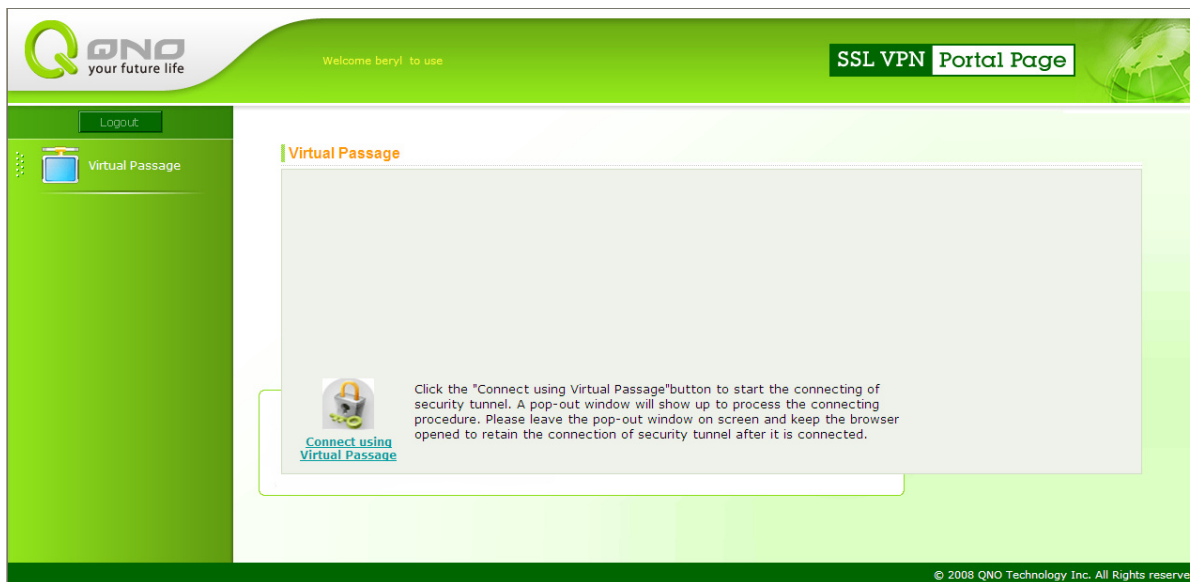 QNO
your future life
Welcome beryl to use
SSL VPN Portal Page
Logout
Virtual Passage
Virtual Passage
Click the "Connect using Virtual Passage"button to start the connecting of
security tunnel. A pop-out window will show up to process the connecting
procedure. Please leave the pop-out window on screen and keep the browser
opened to retain the connection of security tunnel after it is connected.
Connect using
Virtual Passage
© 2008 QNO Technology Inc. All Rights reserve